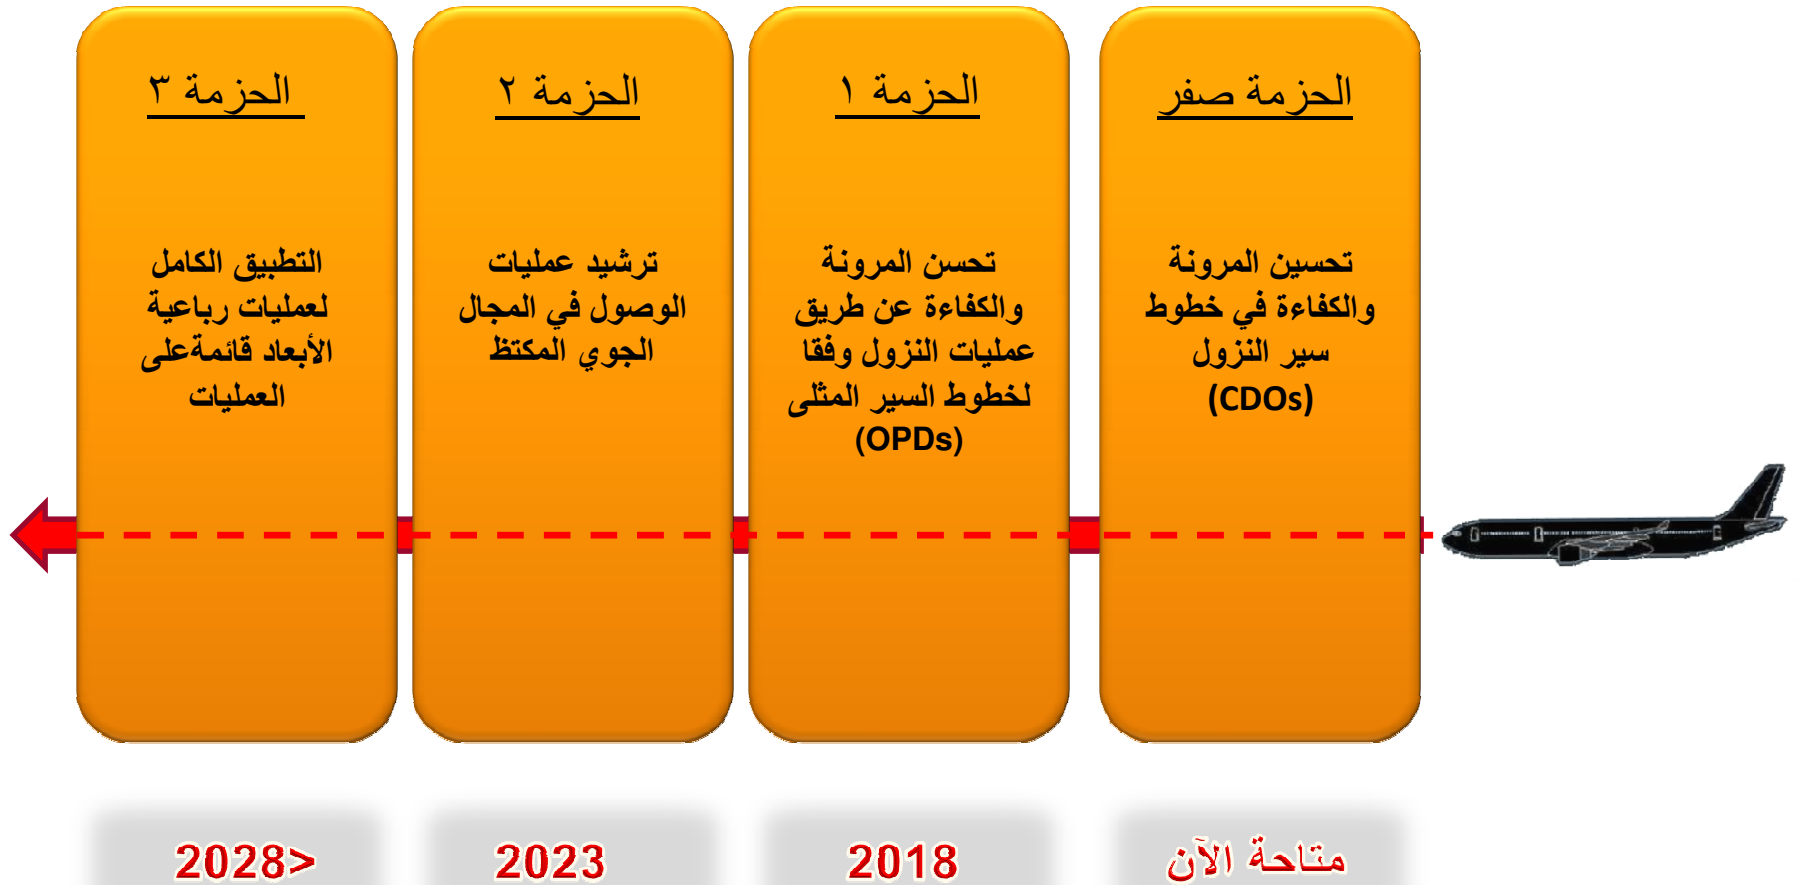 الحزمة صفر
تحسين المرونة
والكفاءة في خطوط
سير النزول
(CDOs)
الحزمة ١
تحسن المرونة
والكفاءة عن طريق
عمليات النزول وفقا
لخطوط السير المثلى
(OPDs)
الحزمة ٢
ترشيد عمليات
الوصول في المجال
الجوي المكتظ
الحزمة ٣
التطبيق الكامل
لعمليات رباعية
الأبعاد قائمةعلى
العمليات
متاحة الآن
2018
2023
2028>